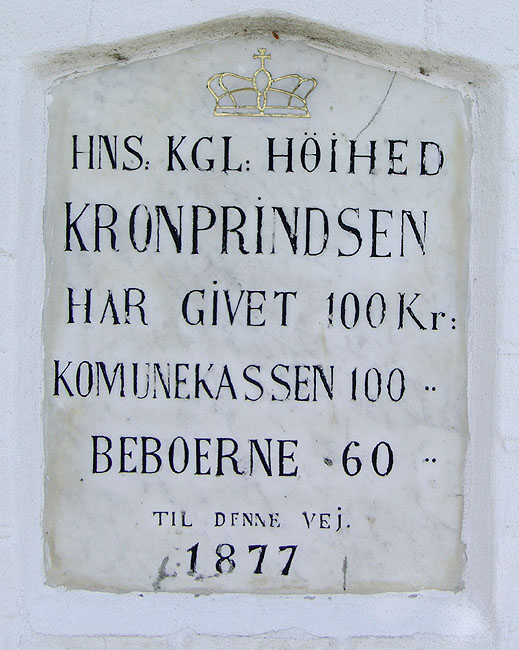 HNS: KGL: HÖIHED
KRONPRINDSEN
HAR GIVET 100 Kr:
KOMUNEKASSEN 100 ..
BEBOERNE 60 ..
TIL DENNE VEJ.
1877